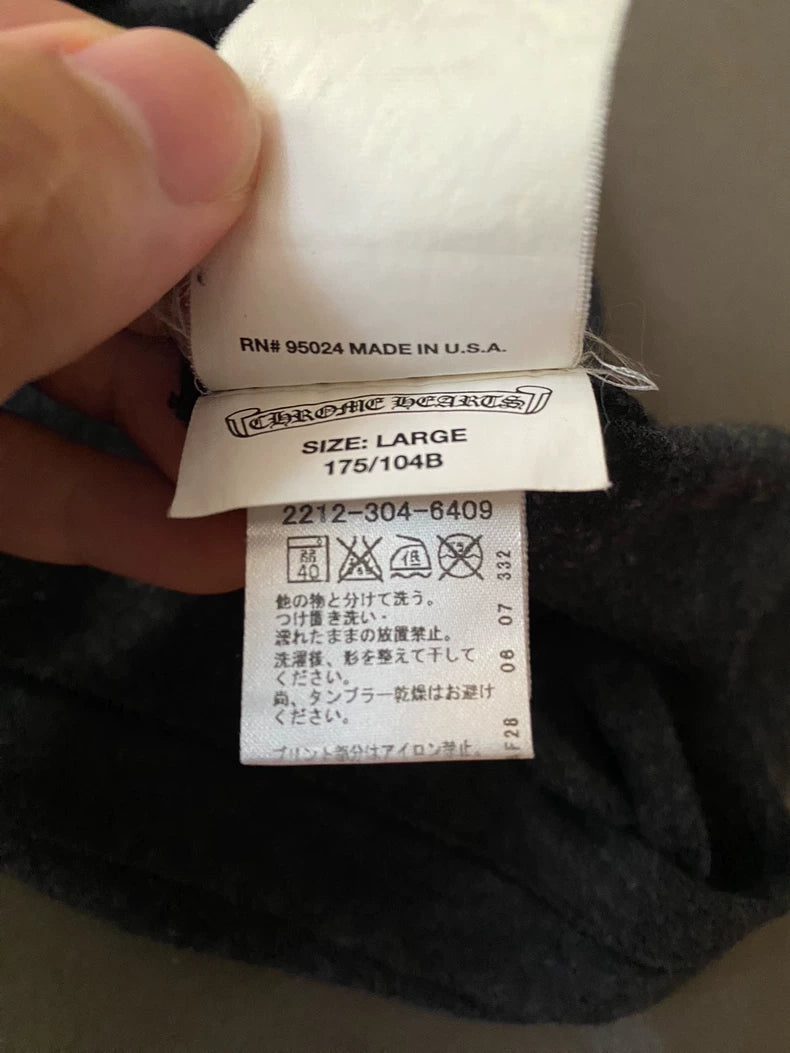 RN# 95024 MADE IN U.S.A.
CHROME HEARTS
SIZE: LARGE
175/104B
2212-304-6409
弱
40
低
他の物と分けて洗う。
つけ置き洗い・
濡れたままの放置禁止。
洗濯後、形を整えて干して
ください。
尚、タンブラー乾燥はお避け
ください。
プリント部分はアイロン禁止。
F28 06 07 332